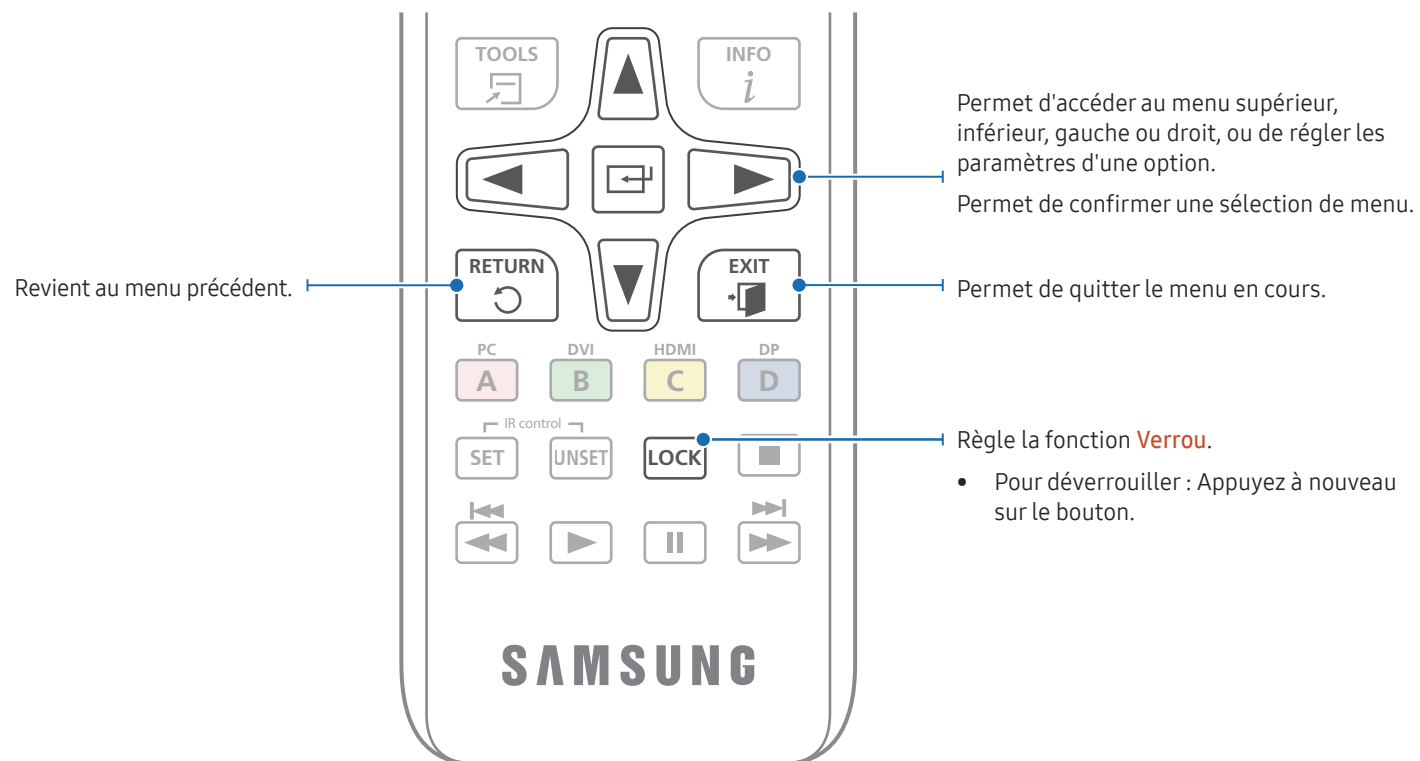 TOOLS
INFO
i
Permet d'accéder au menu supérieur,
inférieur, gauche ou droit, ou de régler les
paramètres d'une option.
Permet de confirmer une sélection de menu.
RETURN
EXIT
Revient au menu précédent.
Permet de quitter le menu en cours.
PC
DVI
HDMI
DP
A
B
C
D
IR control
SET
UNSET
LOCK
Règle la fonction Verrou.
• Pour déverrouiller : Appuyez à nouveau
sur le bouton.
SAMSUNG